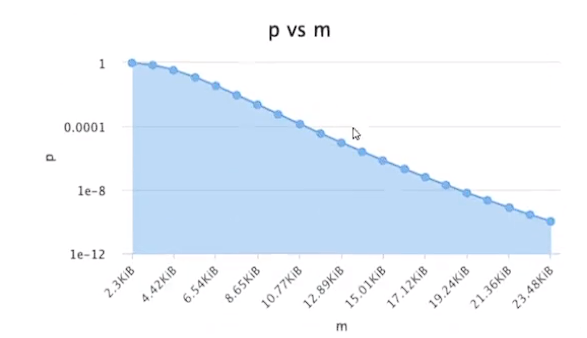 p vs m
1
0.0001
1e-8
1e-12
p
2.3KiB
4.42KiB
6.54KiB
8.65KiB
10.77KiB
12.89KiB
15.01KiB
17.12KiB
19.24KiB
21.36KiB
23.48KiB
m